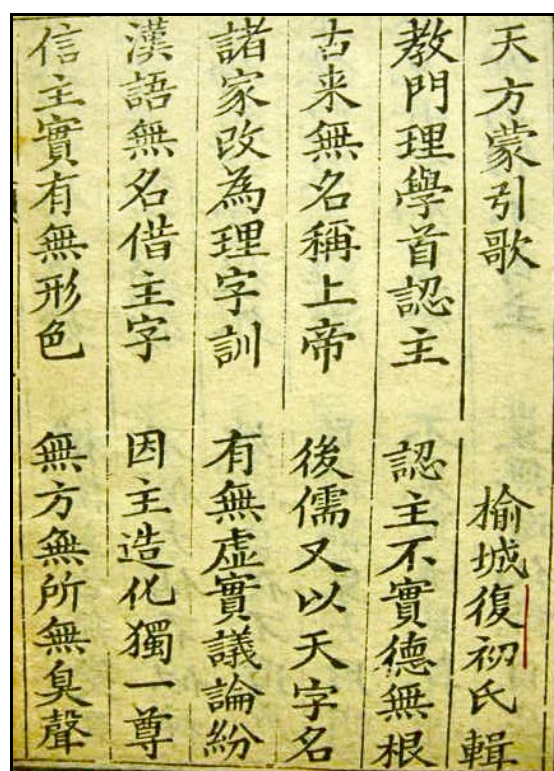 天方蒙引歌 榆城復初氏輯
教門理學首認主 認主不實德無根
古来無名稱上帝 後儒又以天字名
諸家改為理字訓 有無虛實議論紛
漢語無名借主字 因主造化獨一尊
信主實有無形色 無方無所無臭聲